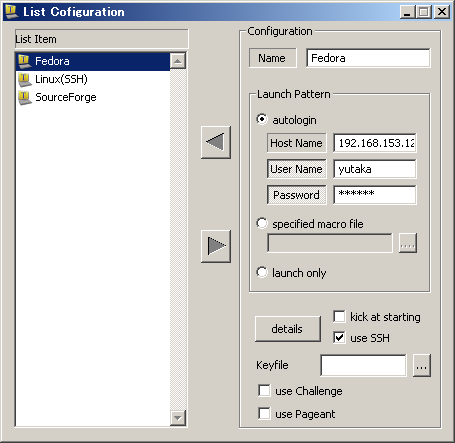 List Cofiguration
List Item
Fedora
Linux(SSH)
SourceForge
Configuration
Name
Fedora
Launch Pattern
autologin
Host Name
192.168.153.12
User Name
yutaka
Password
******
specified macro file
....
launch only
details
kick at starting
use SSH
Keyfile
...
use Challenge
use Pageant